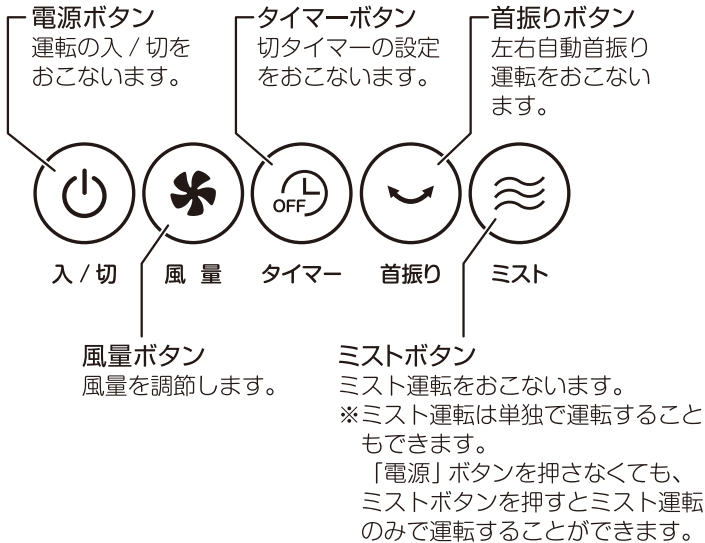 電源ボタン
運転の入 / 切を
おこないます。
タイマーボタン
切タイマーの設定
をおこないます。
首振りボタン
左右自動首振り
運転をおこない
ます。
OFF
入 / 切
風 量
タイマー
首振り
ミスト
風量ボタン
風量を調節します。
ミストボタン
ミスト運転をおこないます。
※ミスト運転は単独で運転すること
もできます。
「電源」ボタンを押さなくても、
ミストボタンを押すとミスト運転
のみで運転することができます。